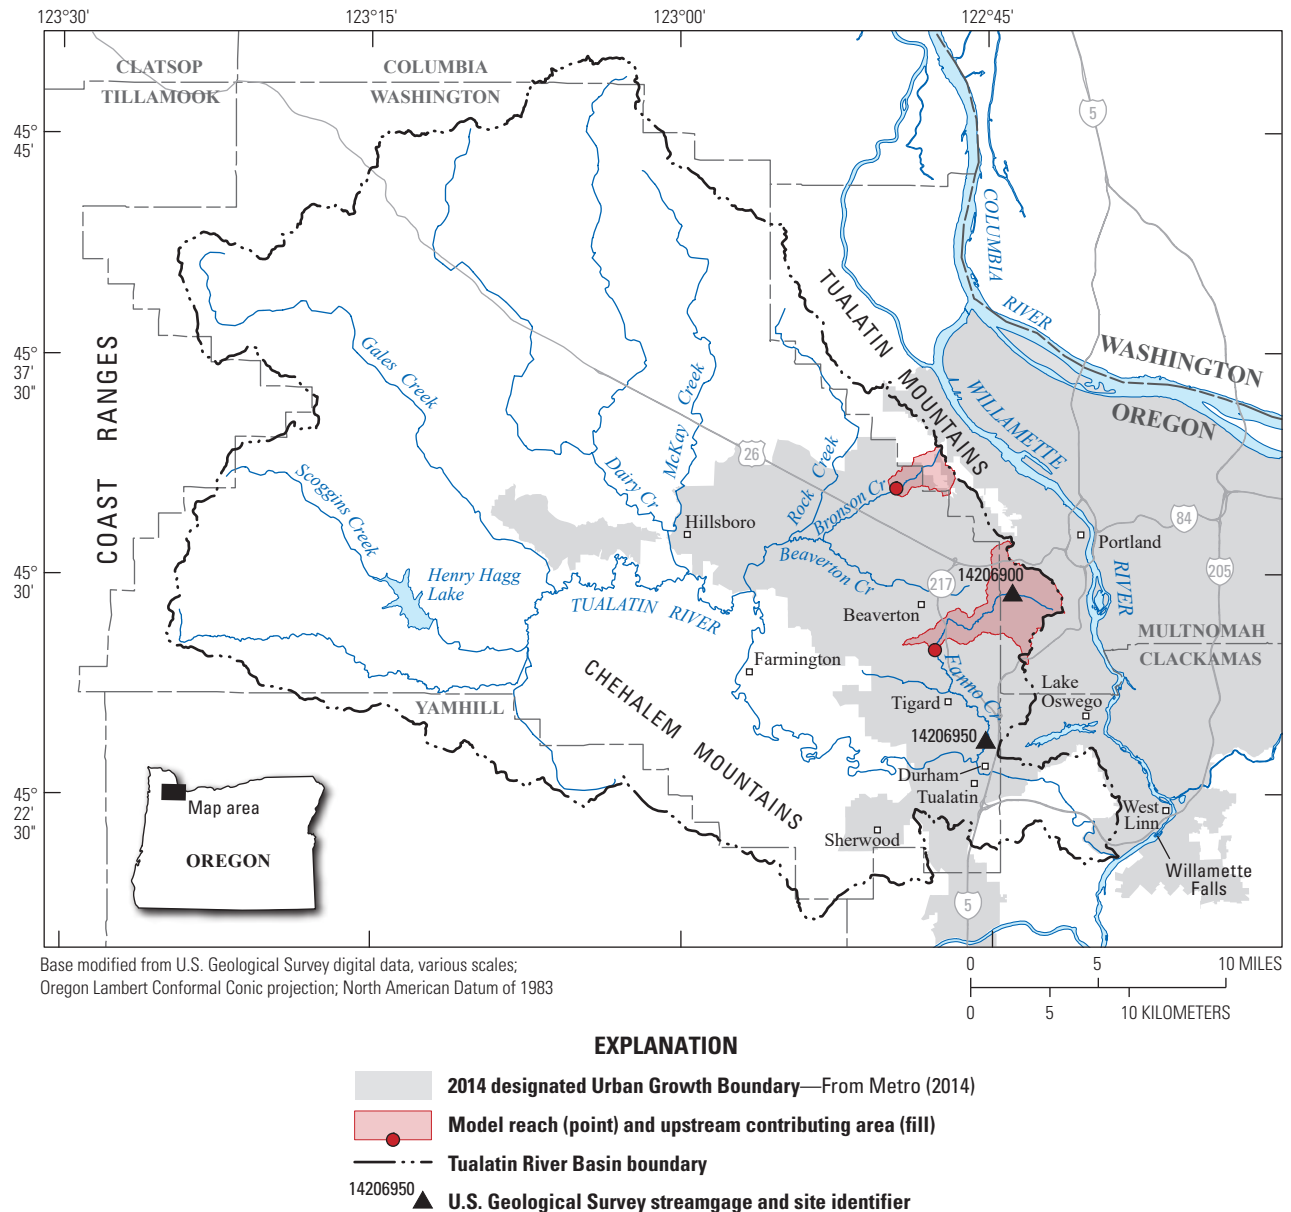 123°30'
123°15'
123°00'
122°45'
CLATSOP
TILLAMOOK
COLUMBIA
WASHINGTON
5
45°
45'
COLUMBIA
RIVER
TUALATIN MOUNTAINS
WASHINGTON
OREGON
45°
37'
30"
COAST RANGES
Gales Creek
McKay Creek
WILLAMETTE
RIVER
26
Rock Creek
Scoggins Creek
Dairy Cr
Bronson Cr
Hillsboro
84
Portland
Beaverton Cr
45°
30'
Henry Hagg
Lake
TUALATIN RIVER
217
14206900
205
Beaverton
MULTNOMAH
CLACKAMAS
Farmington
Fanno Cr
CHEHALEM MOUNTAINS
Lake
Oswego
YAMHILL
Tigard
14206950
Durham
Tualatin
45°
22'
30"
Map area
OREGON
West
Linn
Sherwood
Willamette
Falls
5
Base modified from U.S. Geological Survey digital data, various scales;
Oregon Lambert Conformal Conic projection; North American Datum of 1983
0 5 10 MILES
0 5 10 KILOMETERS
EXPLANATION
2014 designated Urban Growth Boundary—From Metro (2014)
Model reach (point) and upstream contributing area (fill)
Tualatin River Basin boundary
14206950 U.S. Geological Survey streamgage and site identifier